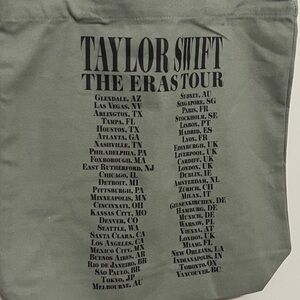 TAYLOR SWIFT
THE ERAS TOUR
GLENDALE, AZ
LAS VEGAS, NV
ARLINGTON, TX
TAMPA, FL
HOUSTON, TX
ATLANTA, GA
NASHVILLE, TN
PHILADELPHIA, PA
FOXBOROUGH, MA
EAST RUTHERFORD, NJ
CHICAGO, IL
DETROIT, MI
PITTSBURGH, PA
MINNEAPOLIS, MN
CINCINNATI, OH
KANSAS CITY, MO
DENVER, CO
SEATTLE, WA
SANTA CLARA, CA
LOS ANGELES, CA
MEXICO CITY, MX
BUENOS AIRES, AR
RIO DE JANEIRO, BR
SÃO PAULO, BR
TOKYO, JP
MELBOURNE, AU
SYDNEY, AU
SINGAPORE, SG
PARIS, FR
STOCKHOLM, SE
LISBON, PT
MADRID, ES
LYON, FR
EDINBURGH, UK
LIVERPOOL, UK
CARDIFF, UK
LONDON, UK
DUBLIN, IE
AMSTERDAM, NL
ZÜRICH, CH
MILAN, IT
GELSENKIRCHEN, DE
HAMBURG, DE
MUNICH, DE
WARSAW, PL
VIENNA, AT
LONDON, UK
MIAMI, FL
NEW ORLEANS, LA
INDIANAPOLIS, IN
TORONTO, ON
VANCOUVER, BC